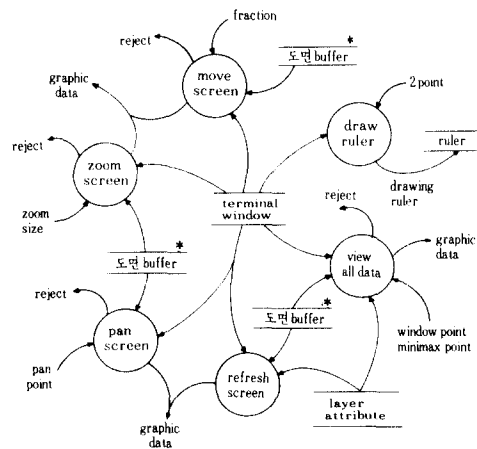 fraction
reject
*
도면 buffer
move
screen
graphic
data
2point
draw
ruler
ruler
reject
zoom
screen
drawing
ruler
terminal
window
reject
zoom
size
graphic
data
view
all data
*
도면 buffer
*
도면 buffer
reject
pan
screen
window point
minimax point
pan
point
refresh
screen
layer
attribute
graphic
data